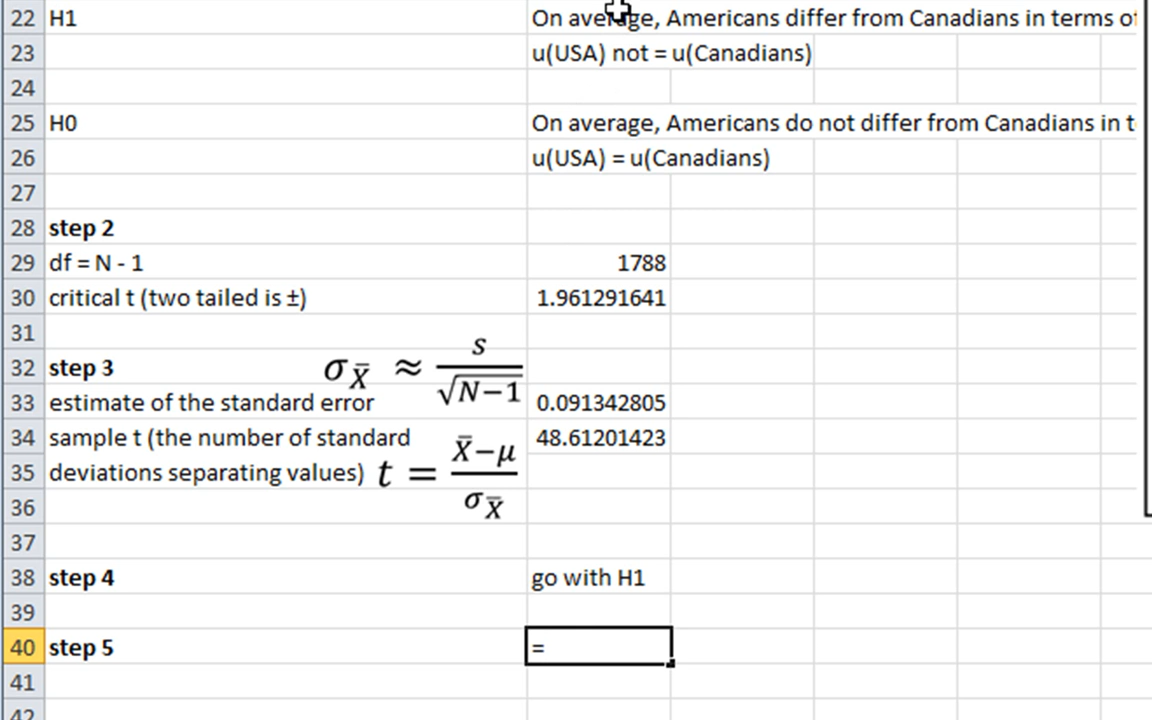 22 H1 On average, Americans differ from Canadians in terms of
23 u(USA) not = u(Canadians)
24
25 H0 On average, Americans do not differ from Canadians in t
26 u(USA) = u(Canadians)
27
28 step 2
29 df = N - 1 1788
30 critical t (two tailed is ±) 1.961291641
31
32 step 3 σX̄ ≈ s/√N−1
33 estimate of the standard error 0.091342805
34 sample t (the number of standard 48.61201423
35 deviations separating values) t = X̄−μ/σX̄
36
37
38 step 4 go with H1
39
40 step 5 =
41
42